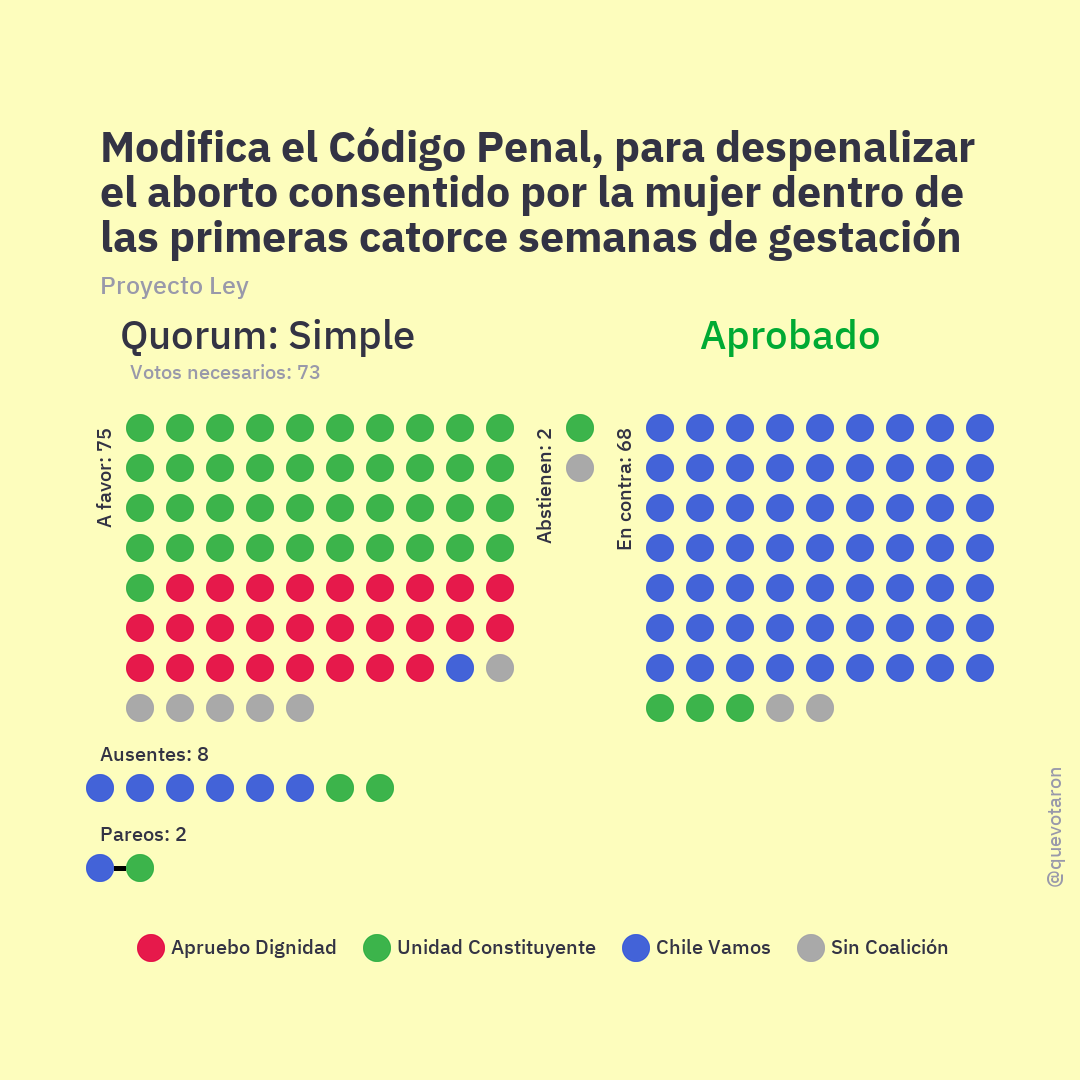 Modifica el Código Penal, para despenalizar
el aborto consentido por la mujer dentro de
las primeras catorce semanas de gestación
Proyecto Ley
Quorum: Simple
Aprobado
Votos necesarios: 73
A favor: 75
Abstienen: 2
En contra: 68
Ausentes: 8
Pareos: 2
@quevotaron
Apruebo Dignidad
Unidad Constituyente
Chile Vamos
Sin Coalición